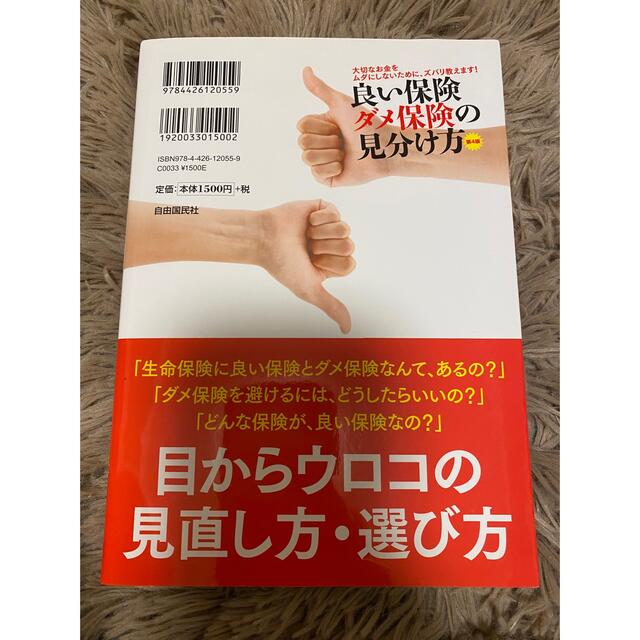 9784426120559
1920033015002
ISBN978-4-426-12055-9
C0033 ¥1500E
定価:本体1500円+税
自由国民社
大切なお金を
ムダにしないために、ズバリ教えます!
良い保険
ダメ保険の
見分け方
第4版
「生命保険に良い保険とダメ保険なんて、あるの?」
「ダメ保険を避けるには、どうしたらいいの?」
「どんな保険が、良い保険なの?」
目からウロコの
見直し方・選び方